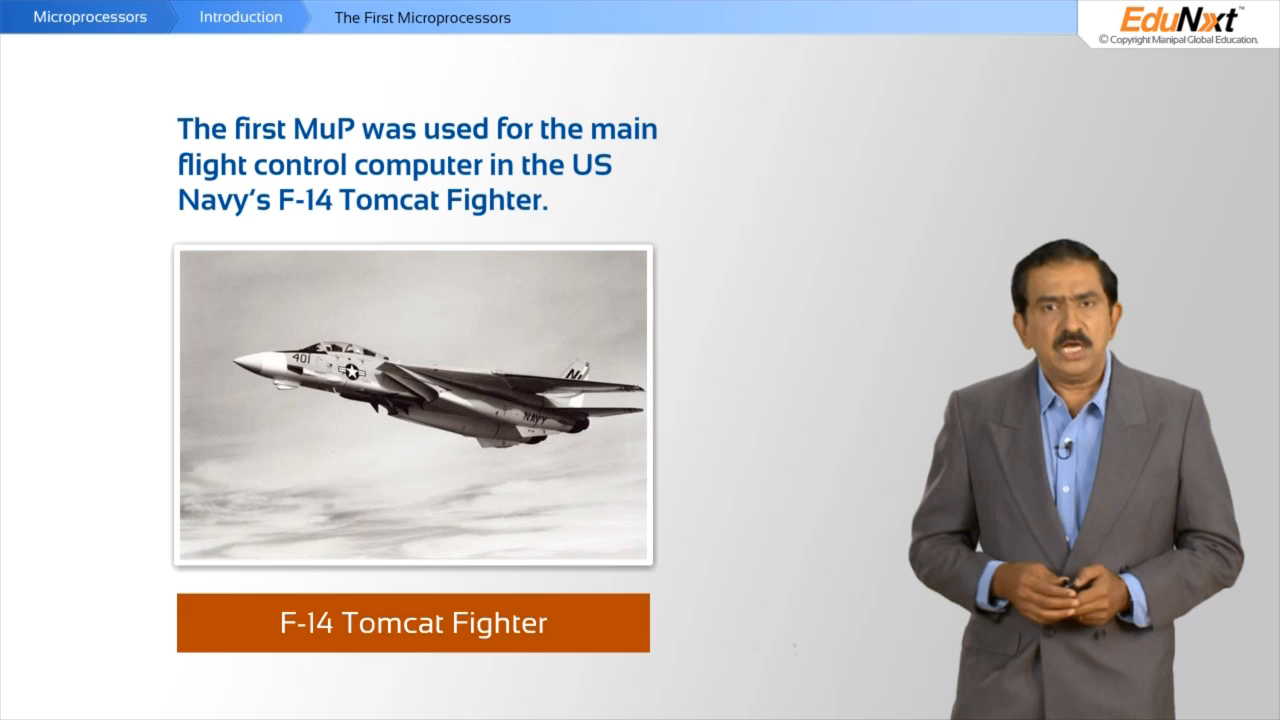 Microprocessors Introduction The First Microprocessors
EduNxt™
© Copyright Manipal Global Education.
The first MuP was used for the main
flight control computer in the US
Navy's F-14 Tomcat Fighter.
401
NAVY
F-14 Tomcat Fighter